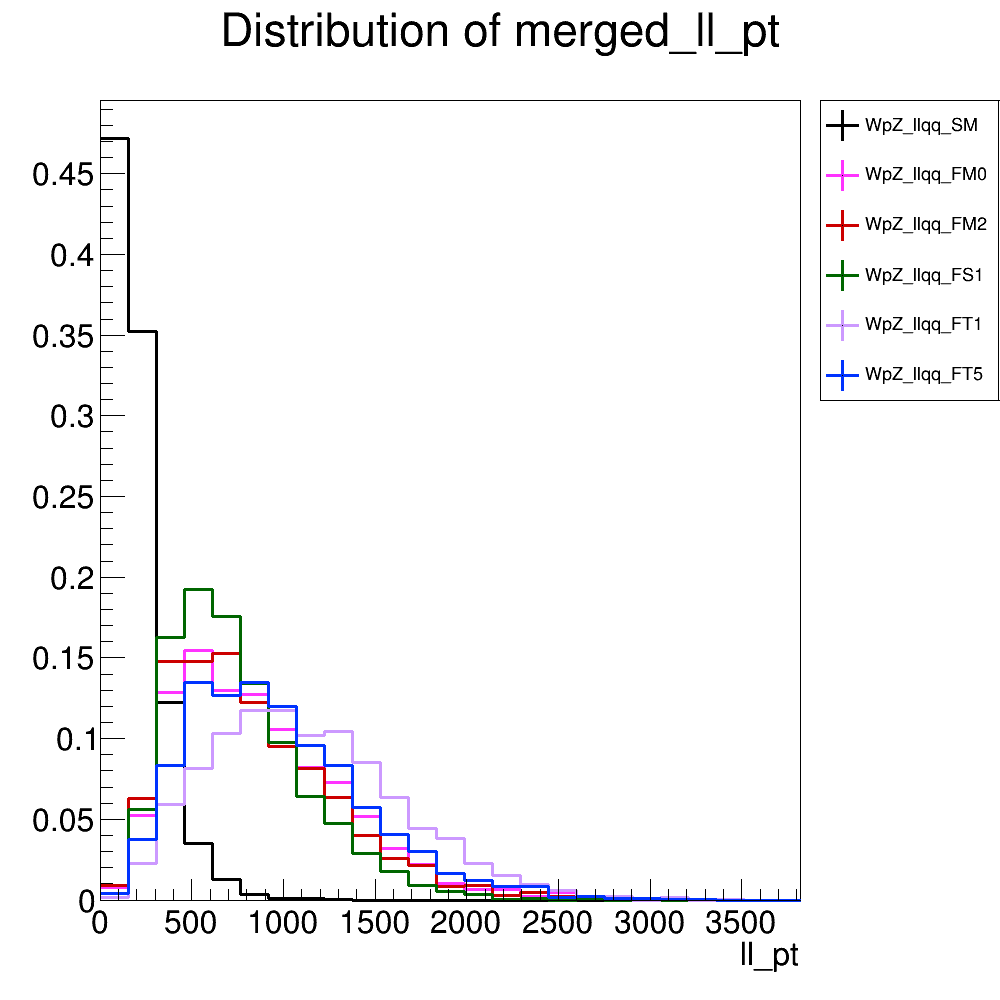 Distribution of merged_ll_pt
WpZ_llqq_SM
WpZ_llqq_FM0
WpZ_llqq_FM2
WpZ_llqq_FS1
WpZ_llqq_FT1
WpZ_llqq_FT5
0.45
0.4
0.35
0.3
0.25
0.2
0.15
0.1
0.05
0
0 500 1000 1500 2000 2500 3000 3500
ll_pt